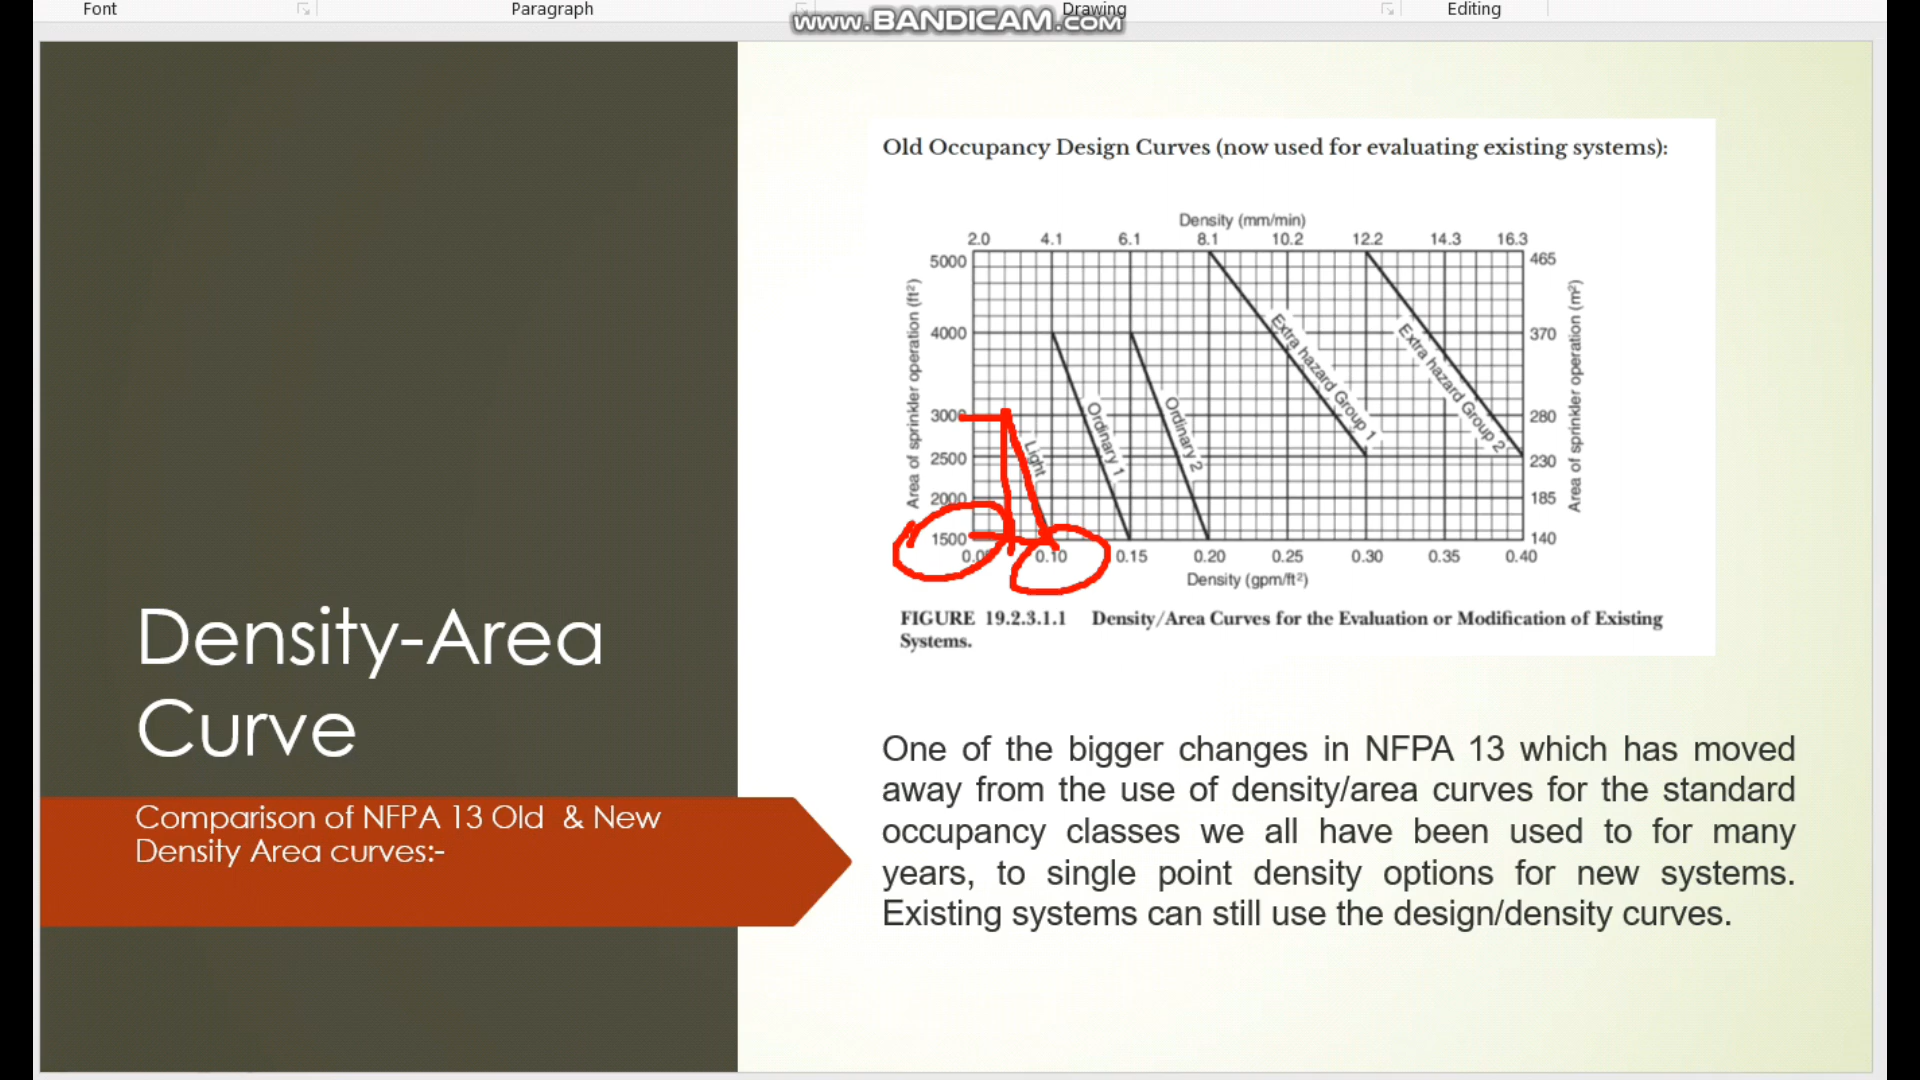 Font
Paragraph
Drawing
Editing
www.BANDICAM.com
Density-Area
Curve
Comparison of NFPA 13 Old & New
Density Area curves:-
Old Occupancy Design Curves (now used for evaluating existing systems):
Density (mm/min)
2.0 4.1 6.1 8.1 10.2 12.2 14.3 16.3
5000
4000
3000
2500
2000
1500
Area of sprinkler operation (ft²)
465
370
280
230
185
140
Area of sprinkler operation (m²)
Light
Ordinary 1
Ordinary 2
Extra hazard Group 1
Extra hazard Group 2
0.10 0.15 0.20 0.25 0.30 0.35 0.40
Density (gpm/ft²)
FIGURE 19.2.3.1.1 Density/Area Curves for the Evaluation or Modification of Existing
Systems.
One of the bigger changes in NFPA 13 which has moved
away from the use of density/area curves for the standard
occupancy classes we all have been used to for many
years, to single point density options for new systems.
Existing systems can still use the design/density curves.